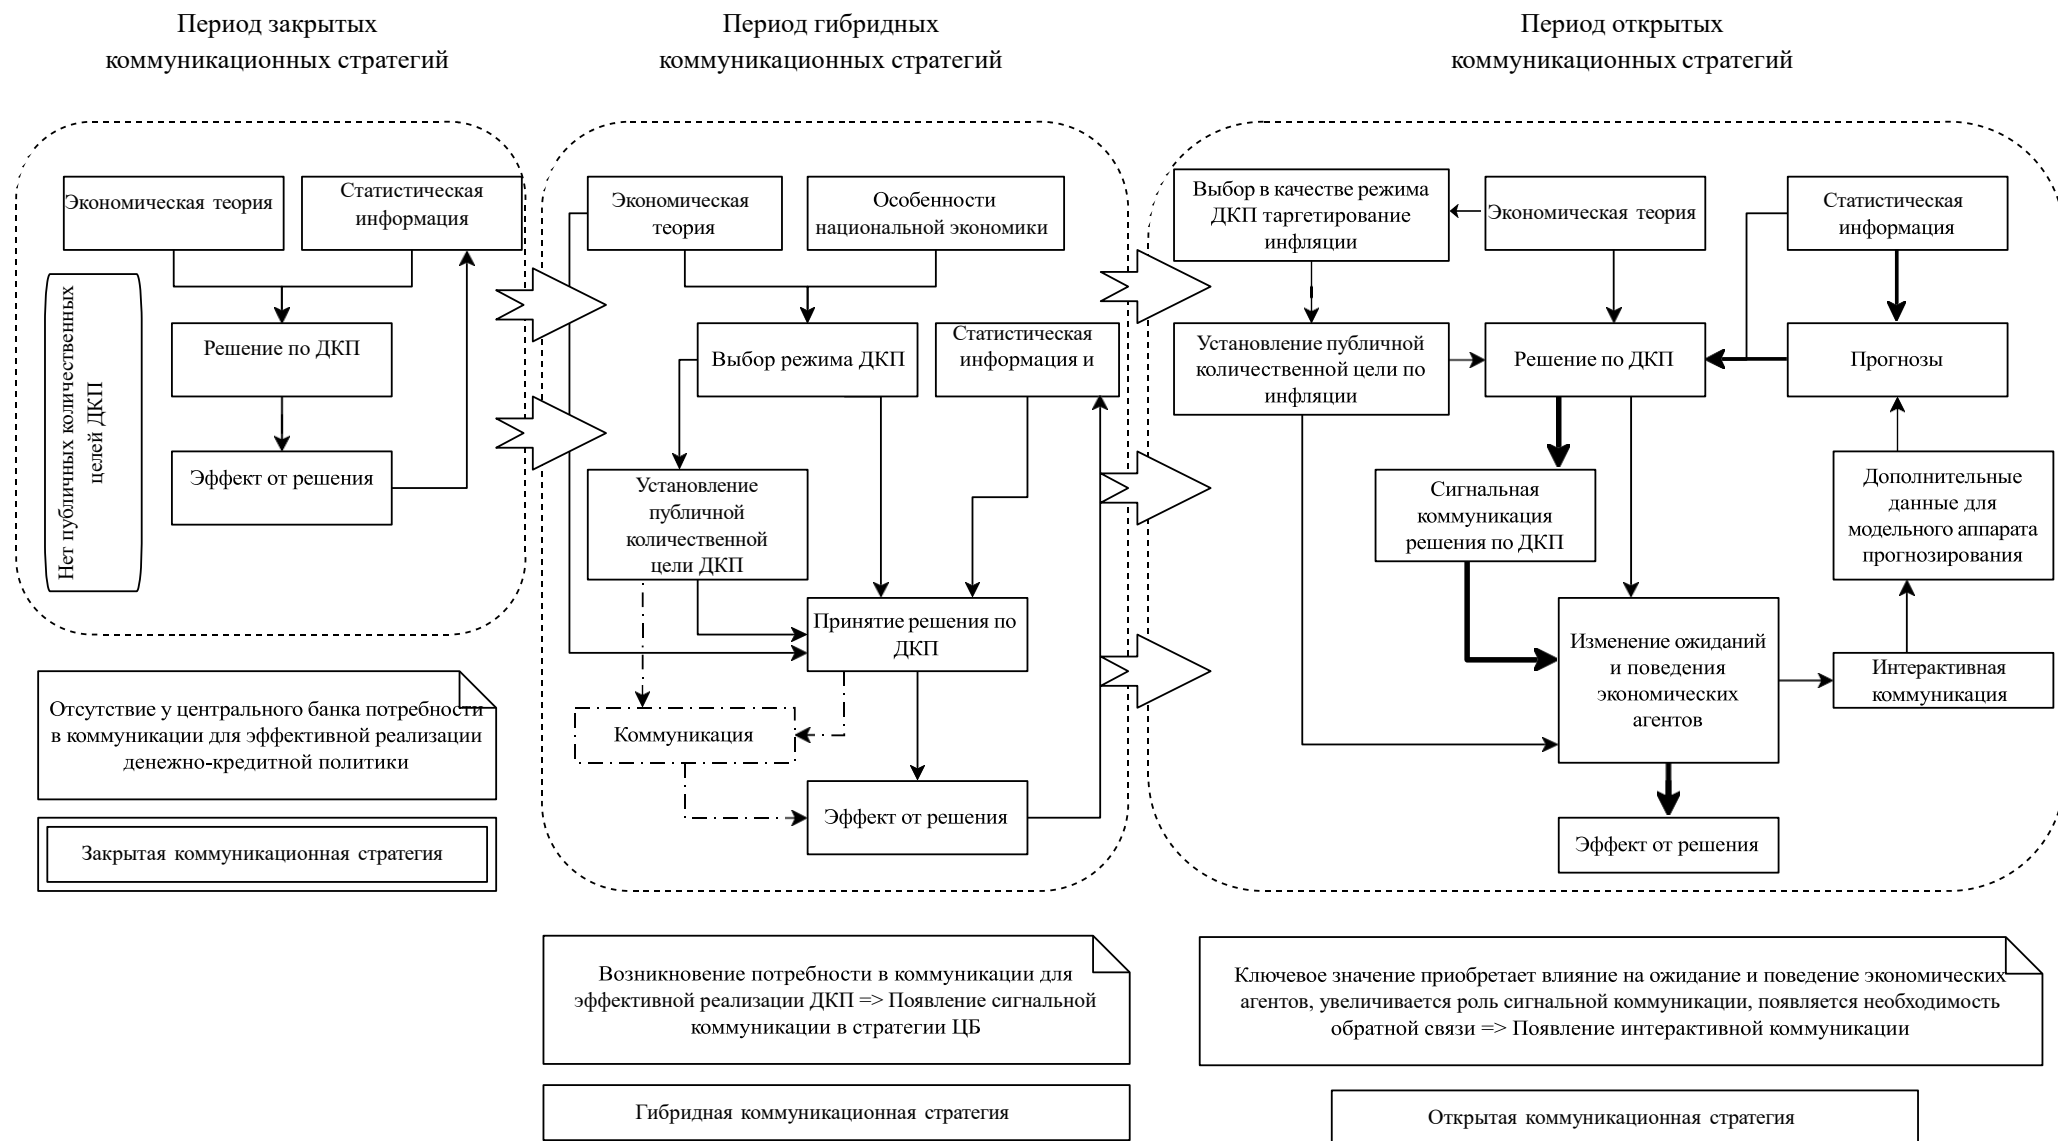 Период закрытых
коммуникационных стратегий
Экономическая теория
Статистическая
информация
Нет публичных количественных
целей ДКП
Решение по ДКП
Эффект от решения
Отсутствие у центрального банка потребности
в коммуникации для эффективной реализации
денежно-кредитной политики
Закрытая коммуникационная стратегия
Период гибридных
коммуникационных стратегий
Экономическая
теория
Особенности
национальной экономики
Выбор режима ДКП
Статистическая
информация и
Установление
публичной
количественной
цели ДКП
Принятие решения по
ДКП
Коммуникация
Эффект от решения
Возникновение потребности в коммуникации для
эффективной реализации ДКП => Появление сигнальной
коммуникации в стратегии ЦБ
Гибридная коммуникационная стратегия
Период открытых
коммуникационных стратегий
Выбор в качестве режима
ДКП таргетирование
инфляции
Экономическая теория
Статистическая
информация
Установление публичной
количественной цели по
инфляции
Решение по ДКП
Прогнозы
Сигнальная
коммуникация
решения по ДКП
Дополнительные
данные для
модельного аппарата
прогнозирования
Изменение ожиданий
и поведения
экономических
агентов
Интерактивная
коммуникация
Эффект от решения
Ключевое значение приобретает влияние на ожидание и поведение экономических
агентов, увеличивается роль сигнальной коммуникации, появляется необходимость
обратной связи => Появление интерактивной коммуникации
Открытая коммуникационная стратегия